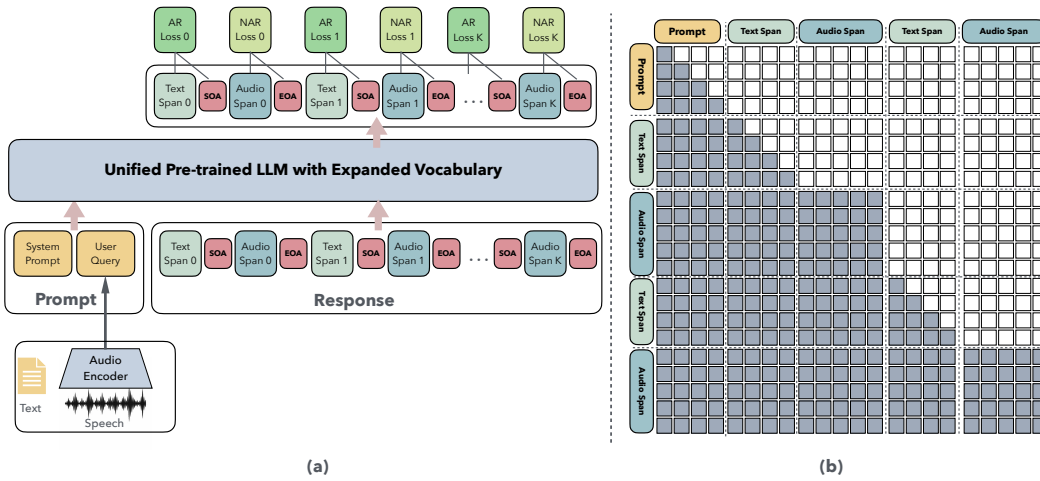 AR NAR AR NAR AR NAR
Loss 0 Loss 0 Loss 1 Loss 1 Loss K Loss K
Text Audio Text Audio Audio
Span 0 SOA Span 0 EOA Span 1 SOA Span 1 EOA ... SOA Span K EOA
Unified Pre-trained LLM with Expanded Vocabulary
System User
Prompt Query
Prompt
Text Audio Text Audio Audio
Span 0 SOA Span 0 EOA Span 1 SOA Span 1 EOA ... SOA Span K EOA
Response
Audio
Encoder
Text
Speech
(a)
Prompt Text Span Audio Span Text Span Audio Span
Prompt
Text Span
Audio Span
Text Span
Audio Span
(b)